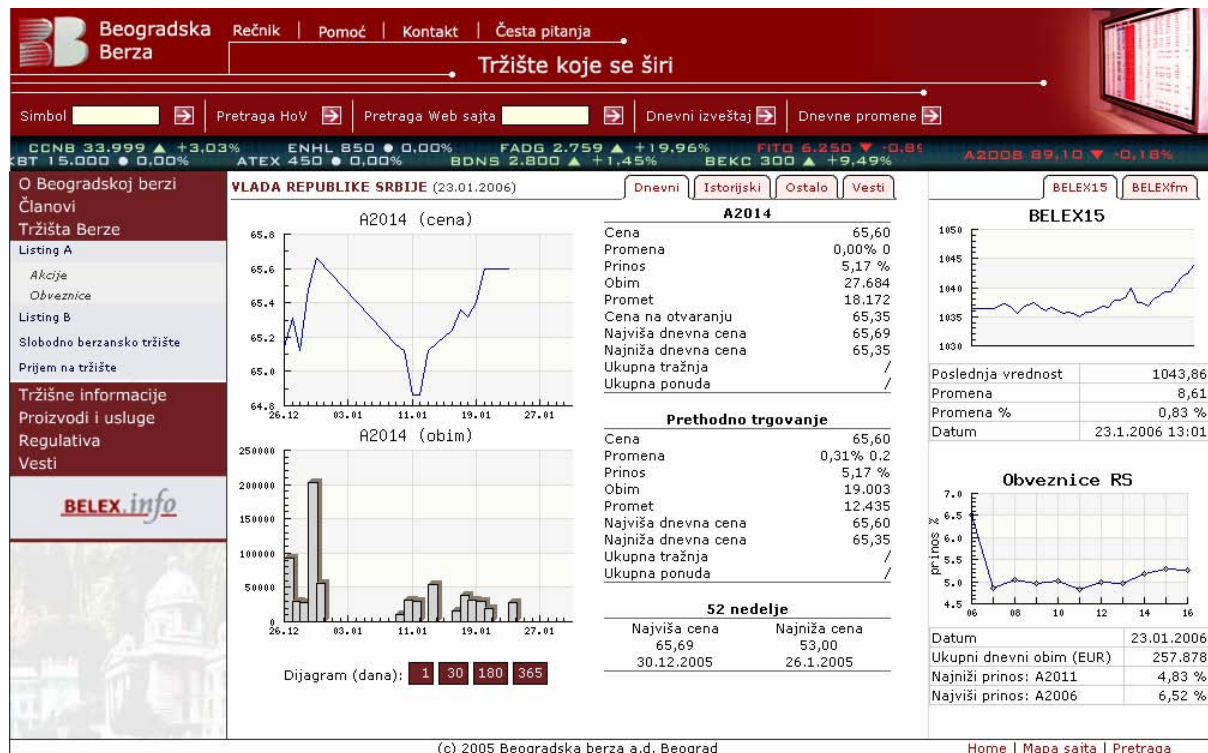 Beogradska
Berza
Rečnik | Pomoć | Kontakt | Česta pitanja
Tržište koje se širi
Simbol
Pretraga HoV
Pretraga Web sajta
Dnevni izveštaj
Dnevne promene
CCNB 33.999 ▲ +3,03% ENHL 850 ● 0,00% FADG 2.759 ▲ +19,96% FITO 6.250 ▼ -0,8
KBT 15.000 ● 0,00% ATEX 450 ● 0,00% BDNS 2.800 ▲ +1,45% BEKC 300 ▲ +9,49%
A2008 89,10 ▼ -0,18%
O Beogradskoj berzi
Članovi
Tržišta Berze
Listing A
Akcije
Obveznice
Listing B
Slobodno berzansko tržište
Prijem na tržište
Tržišne informacije
Proizvodi i usluge
Regulativa
Vesti
BELEX.info
VLADA REPUBLIKE SRBIJE (23.01.2006)
Dnevni Istorijski Ostalo Vesti
A2014 (cena)
65.8
65.6
65.4
65.2
65.0
64.8
26.12 03.01 11.01 19.01 27.01
A2014 (obim)
250000
200000
150000
100000
50000
0
26.12 03.01 11.01 19.01 27.01
Dijagram (dana): 1 30 180 365
A2014
Cena 65,60
Promena 0,00% 0
Prinos 5,17 %
Obim 27.684
Promet 18.172
Cena na otvaranju 65,35
Najviša dnevna cena 65,69
Najniža dnevna cena 65,35
Ukupna tražnja /
Ukupna ponuda /
Prethodno trgovanje
Cena 65,60
Promena 0,31% 0.2
Prinos 5,17 %
Obim 19.003
Promet 12.435
Najviša dnevna cena 65,60
Najniža dnevna cena 65,35
Ukupna tražnja /
Ukupna ponuda /
52 nedelje
Najviša cena Najniža cena
65,69 53,00
30.12.2005 26.1.2005
BELEX15 BELEXfm
BELEX15
1050
1045
1040
1035
1030
Poslednja vrednost 1043,86
Promena 8,61
Promena % 0,83 %
Datum 23.1.2006 13:01
Obveznice RS
prinos %
7.0
6.5
6.0
5.5
5.0
4.5
06 08 10 12 14 16
Datum 23.01.2006
Ukupni dnevni obim (EUR) 257.878
Najniži prinos: A2011 4,83 %
Najviši prinos: A2006 6,52 %
(c) 2005 Beogradska berza a.d. Beograd
Home | Mapa sajta | Pretraga